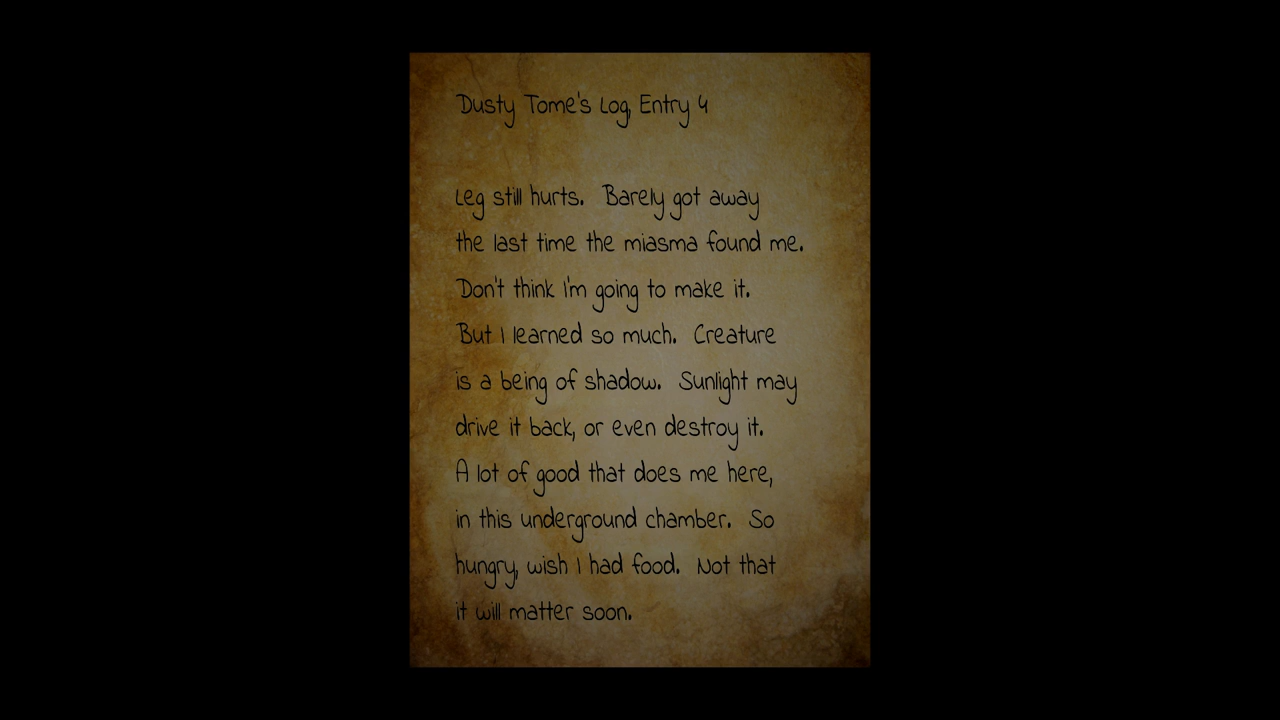 Dusty Tome's Log, Entry 4
Leg still hurts.  Barely got away
the last time the miasma found me.
Don't think I'm going to make it.
But I learned so much.  Creature
is a being of shadow.  Sunlight may
drive it back, or even destroy it.
A lot of good that does me here,
in this underground chamber.  So
hungry, wish I had food.  Not that
it will matter soon.